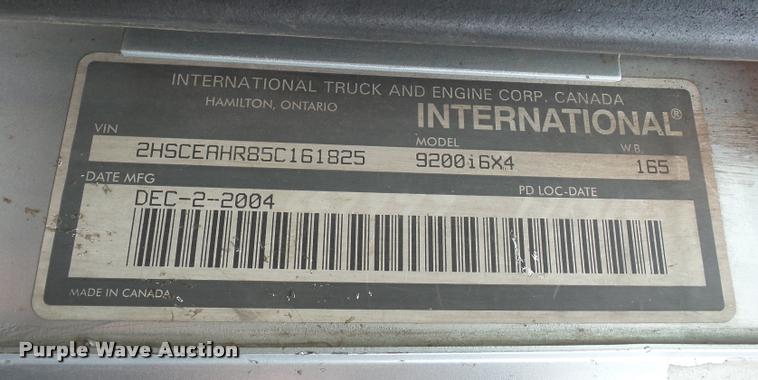 INTERNATIONAL TRUCK AND ENGINE CORP. CANADA
HAMILTON, ONTARIO
INTERNATIONAL®
VIN MODEL W.B.
2HSCEAHR85C161825 9200i6X4 165
DATE MFG PD LOC-DATE
DEC-2-2004
MADE IN CANADA
Purple Wave Auction